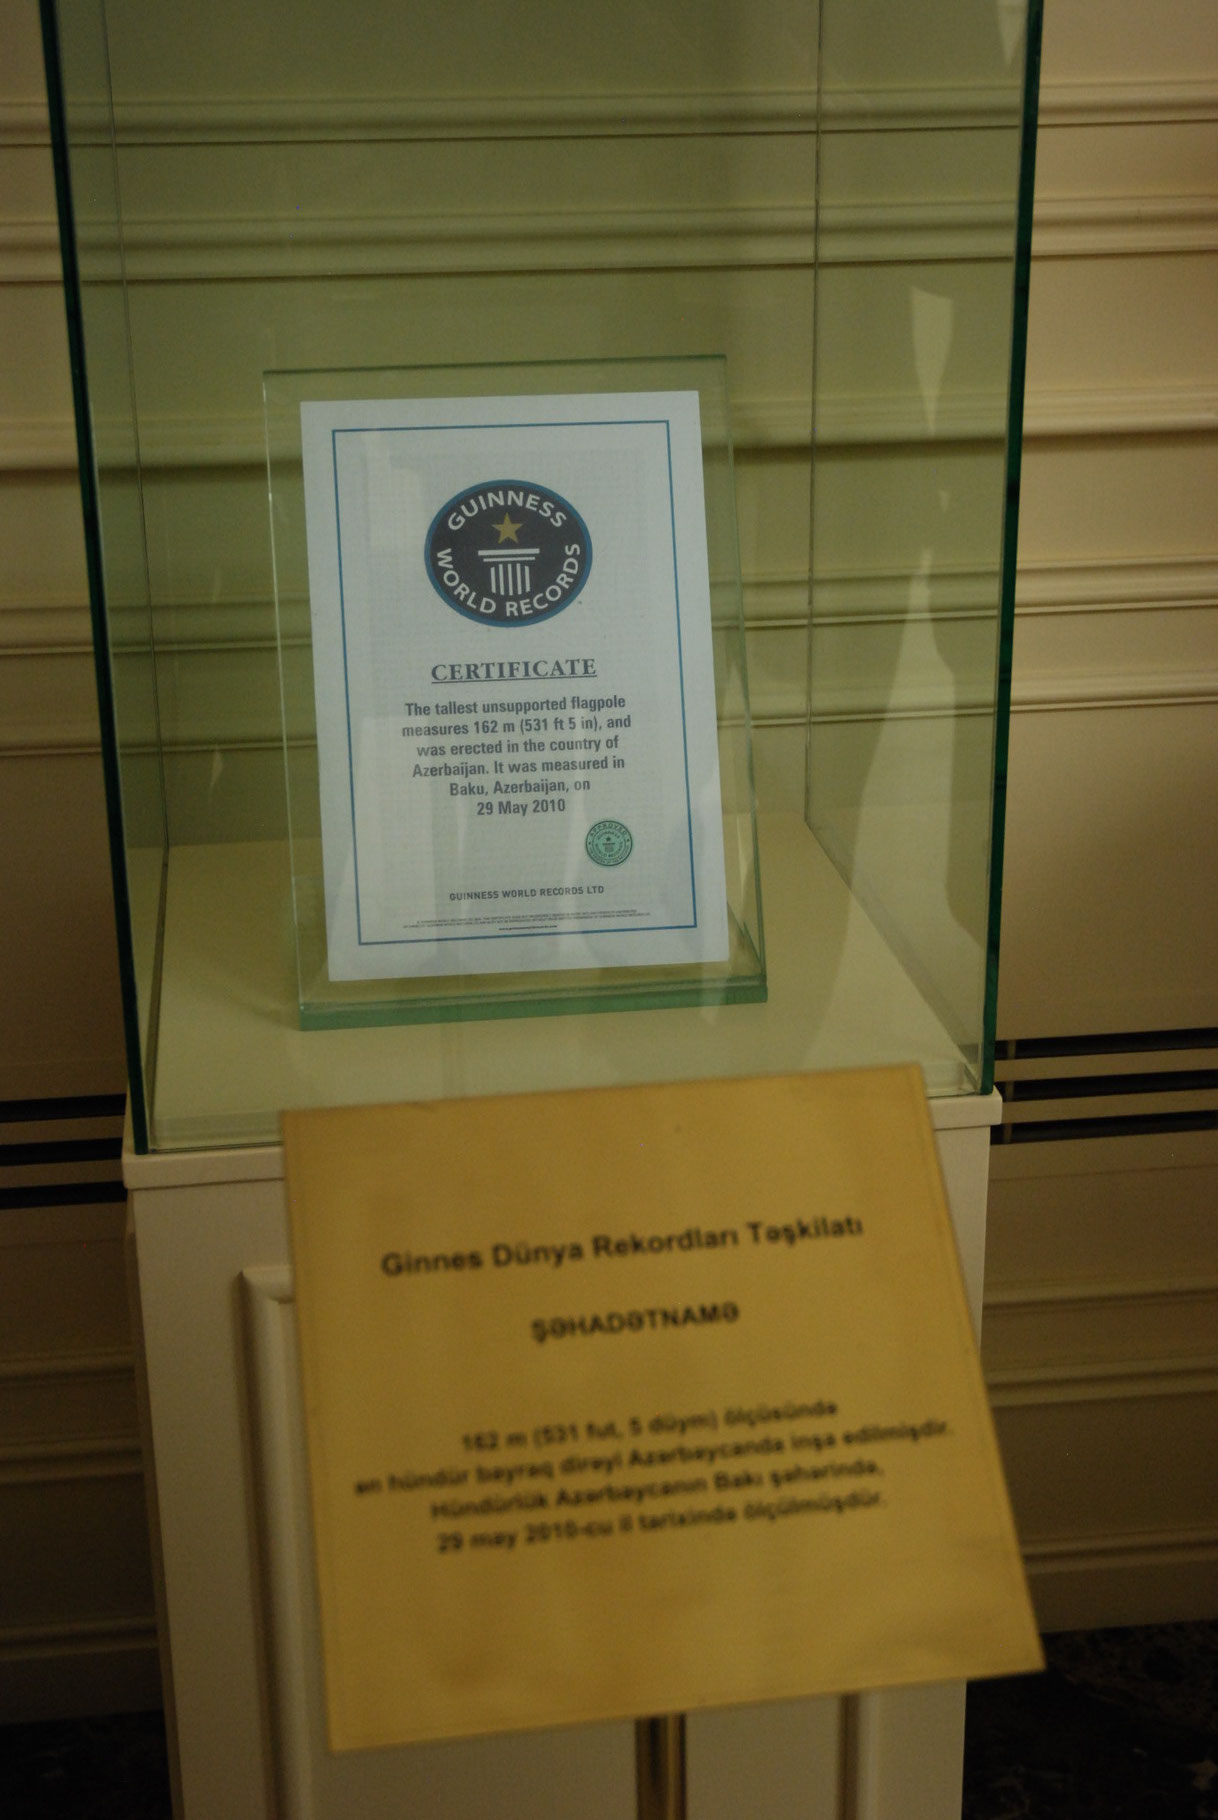 GUINNESS
WORLD RECORDS
CERTIFICATE
The tallest unsupported flagpole
measures 162 m (531 ft 5 in), and
was erected in the country of
Azerbaijan. It was measured in
Baku, Azerbaijan, on
29 May 2010
APPROVED
GUINNESS WORLD RECORDS LTD
Ginnes Dünya Rekordları Təşkilatı
ŞƏHADƏTNAMƏ
162 m (531 fut, 5 düym) ölçüsündə
ən hündür bayraq dirəyi Azərbaycanda inşa edilmişdir.
Hündürlük Azərbaycanın Bakı şəhərində,
29 may 2010-cu il tarixində ölçülmüşdür.